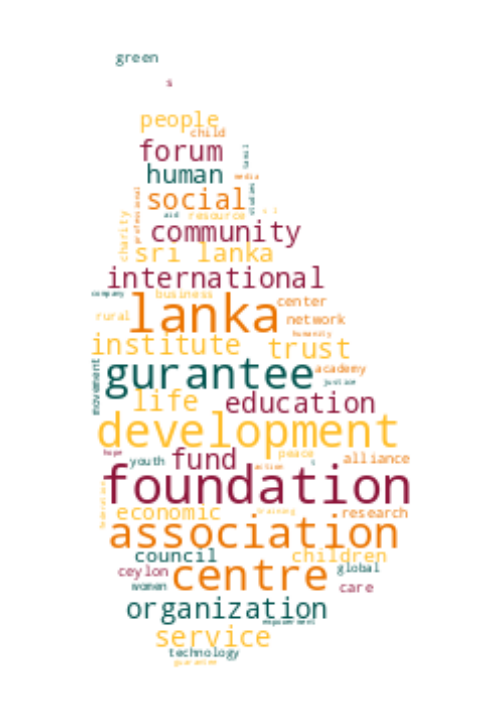 green
s
people
child
forum
tamil
human
media
social
studies
professional
aid
resource
charity
community
sri lanka
international
company
business
lanka
center
rural
network
humanity
institute
trust
gurantee
academy
justice
movement
life
education
development
hope
fund
peace
youth
action
alliance
foundation
economic
training
research
association
council
children
ceylon
centre
global
women
care
organization
empowerment
service
technology
guarantee